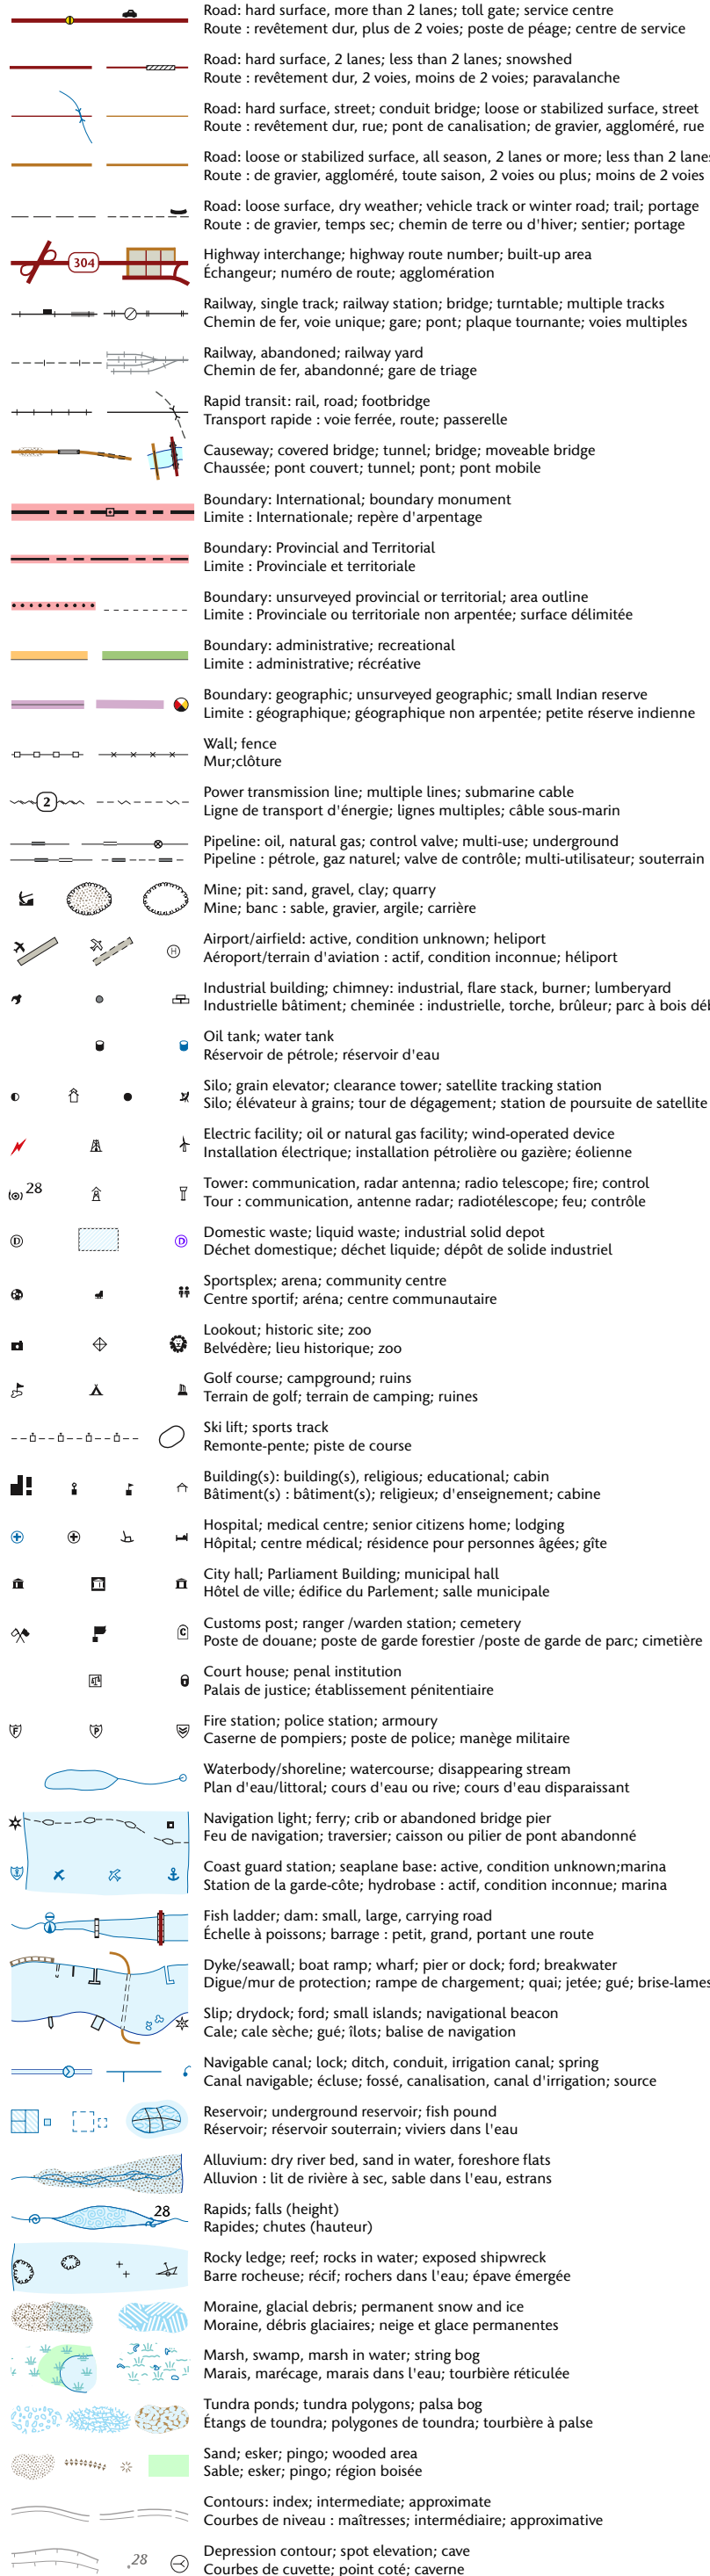 Road: hard surface, more than 2 lanes; toll gate; service centre
Route : revêtement dur, plus de 2 voies; poste de péage; centre de service
Road: hard surface, 2 lanes; less than 2 lanes; snowshed
Route : revêtement dur, 2 voies, moins de 2 voies; paravalanche
Road: hard surface, street; conduit bridge; loose or stabilized surface, street
Route : revêtement dur, rue; pont de canalisation; de gravier, aggloméré, rue
Road: loose or stabilized surface, all season, 2 lanes or more; less than 2 lanes
Route : de gravier, aggloméré, toute saison, 2 voies ou plus; moins de 2 voies
Road: loose surface, dry weather; vehicle track or winter road; trail; portage
Route : de gravier, temps sec; chemin de terre ou d'hiver; sentier; portage
304
Highway interchange; highway route number; built-up area
Échangeur; numéro de route; agglomération
Railway, single track; railway station; bridge; turntable; multiple tracks
Chemin de fer, voie unique; gare; pont; plaque tournante; voies multiples
Railway, abandoned; railway yard
Chemin de fer, abandonné; gare de triage
Rapid transit: rail, road; footbridge
Transport rapide : voie ferrée, route; passerelle
Causeway; covered bridge; tunnel; bridge; moveable bridge
Chaussée; pont couvert; tunnel; pont; pont mobile
Boundary: International; boundary monument
Limite : Internationale; repère d'arpentage
Boundary: Provincial and Territorial
Limite : Provinciale et territoriale
Boundary: unsurveyed provincial or territorial; area outline
Limite : Provinciale ou territoriale non arpentée; surface délimitée
Boundary: administrative; recreational
Limite : administrative; récréative
Boundary: geographic; unsurveyed geographic; small Indian reserve
Limite : géographique; géographique non arpentée; petite réserve indienne
Wall; fence
Mur;clôture
2
Power transmission line; multiple lines; submarine cable
Ligne de transport d'énergie; lignes multiples; câble sous-marin
Pipeline: oil, natural gas; control valve; multi-use; underground
Pipeline : pétrole, gaz naturel; valve de contrôle; multi-utilisateur; souterrain
Mine; pit: sand, gravel, clay; quarry
Mine; banc : sable, gravier, argile; carrière
H
Airport/airfield: active, condition unknown; heliport
Aéroport/terrain d'aviation : actif, condition inconnue; héliport
Industrial building; chimney: industrial, flare stack, burner; lumberyard
Industrielle bâtiment; cheminée : industrielle, torche, brûleur; parc à bois dé
Oil tank; water tank
Réservoir de pétrole; réservoir d'eau
Silo; grain elevator; clearance tower; satellite tracking station
Silo; élévateur à grains; tour de dégagement; station de poursuite de satellite
Electric facility; oil or natural gas facility; wind-operated device
Installation électrique; installation pétrolière ou gazière; éolienne
28
Tower: communication, radar antenna; radio telescope; fire; control
Tour : communication, antenne radar; radiotélescope; feu; contrôle
D D
Domestic waste; liquid waste; industrial solid depot
Déchet domestique; déchet liquide; dépôt de solide industriel
Sportsplex; arena; community centre
Centre sportif; aréna; centre communautaire
Lookout; historic site; zoo
Belvédère; lieu historique; zoo
Golf course; campground; ruins
Terrain de golf; terrain de camping; ruines
Ski lift; sports track
Remonte-pente; piste de course
Building(s): building(s), religious; educational; cabin
Bâtiment(s) : bâtiment(s); religieux; d'enseignement; cabine
Hospital; medical centre; senior citizens home; lodging
Hôpital; centre médical; résidence pour personnes âgées; gîte
City hall; Parliament Building; municipal hall
Hôtel de ville; édifice du Parlement; salle municipale
C
Customs post; ranger /warden station; cemetery
Poste de douane; poste de garde forestier /poste de garde de parc; cimetière
Court house; penal institution
Palais de justice; établissement pénitentiaire
F P
Fire station; police station; armoury
Caserne de pompiers; poste de police; manège militaire
Waterbody/shoreline; watercourse; disappearing stream
Plan d'eau/littoral; cours d'eau ou rive; cours d'eau disparaissant
Navigation light; ferry; crib or abandoned bridge pier
Feu de navigation; traversier; caisson ou pilier de pont abandonné
Coast guard station; seaplane base: active, condition unknown;marina
Station de la garde-côte; hydrobase : actif, condition inconnue; marina
Fish ladder; dam: small, large, carrying road
Échelle à poissons; barrage : petit, grand, portant une route
Dyke/seawall; boat ramp; wharf; pier or dock; ford; breakwater
Digue/mur de protection; rampe de chargement; quai; jetée; gué; brise-lames
Slip; drydock; ford; small islands; navigational beacon
Cale; cale sèche; gué; îlots; balise de navigation
Navigable canal; lock; ditch, conduit, irrigation canal; spring
Canal navigable; écluse; fossé, canalisation, canal d'irrigation; source
Reservoir; underground reservoir; fish pound
Réservoir; réservoir souterrain; viviers dans l'eau
Alluvium: dry river bed, sand in water, foreshore flats
Alluvion : lit de rivière à sec, sable dans l'eau, estrans
28
Rapids; falls (height)
Rapides; chutes (hauteur)
Rocky ledge; reef; rocks in water; exposed shipwreck
Barre rocheuse; récif; rochers dans l'eau; épave émergée
Moraine, glacial debris; permanent snow and ice
Moraine, débris glaciaires; neige et glace permanentes
Marsh, swamp, marsh in water; string bog
Marais, marécage, marais dans l'eau; tourbière réticulée
Tundra ponds; tundra polygons; palsa bog
Étangs de toundra; polygones de toundra; tourbière à palse
Sand; esker; pingo; wooded area
Sable; esker; pingo; région boisée
Contours: index; intermediate; approximate
Courbes de niveau : maîtresses; intermédiaire; approximative
.28
Depression contour; spot elevation; cave
Courbes de cuvette; point coté; caverne